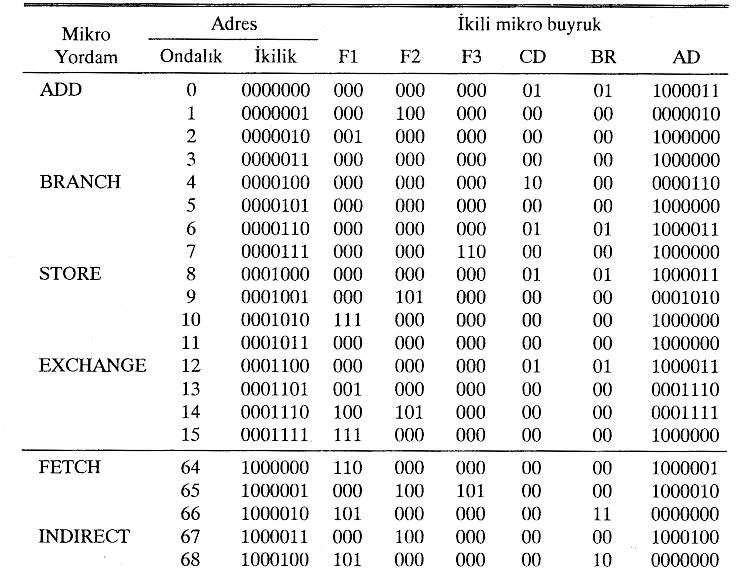 Mikro Yordam Adres İkili mikro buyruk
Ondalık İkilik F1 F2 F3 CD BR AD
ADD 0 0000000 000 000 000 01 01 1000011
1 0000001 000 100 000 00 00 0000010
2 0000010 001 000 000 00 00 1000000
3 0000011 000 000 000 00 00 1000000
BRANCH 4 0000100 000 000 000 10 00 0000110
5 0000101 000 000 000 00 00 1000000
6 0000110 000 000 000 01 01 1000011
7 0000111 000 000 110 00 00 1000000
STORE 8 0001000 000 000 000 01 01 1000011
9 0001001 000 101 000 00 00 0001010
10 0001010 111 000 000 00 00 1000000
11 0001011 000 000 000 00 00 1000000
EXCHANGE 12 0001100 000 000 000 01 01 1000011
13 0001101 001 000 000 00 00 0001110
14 0001110 100 101 000 00 00 0001111
15 0001111 111 000 000 00 00 1000000
FETCH 64 1000000 110 000 000 00 00 1000001
65 1000001 000 100 101 00 00 1000010
66 1000010 101 000 000 00 11 0000000
INDIRECT 67 1000011 000 100 000 00 00 1000100
68 1000100 101 000 000 00 10 0000000